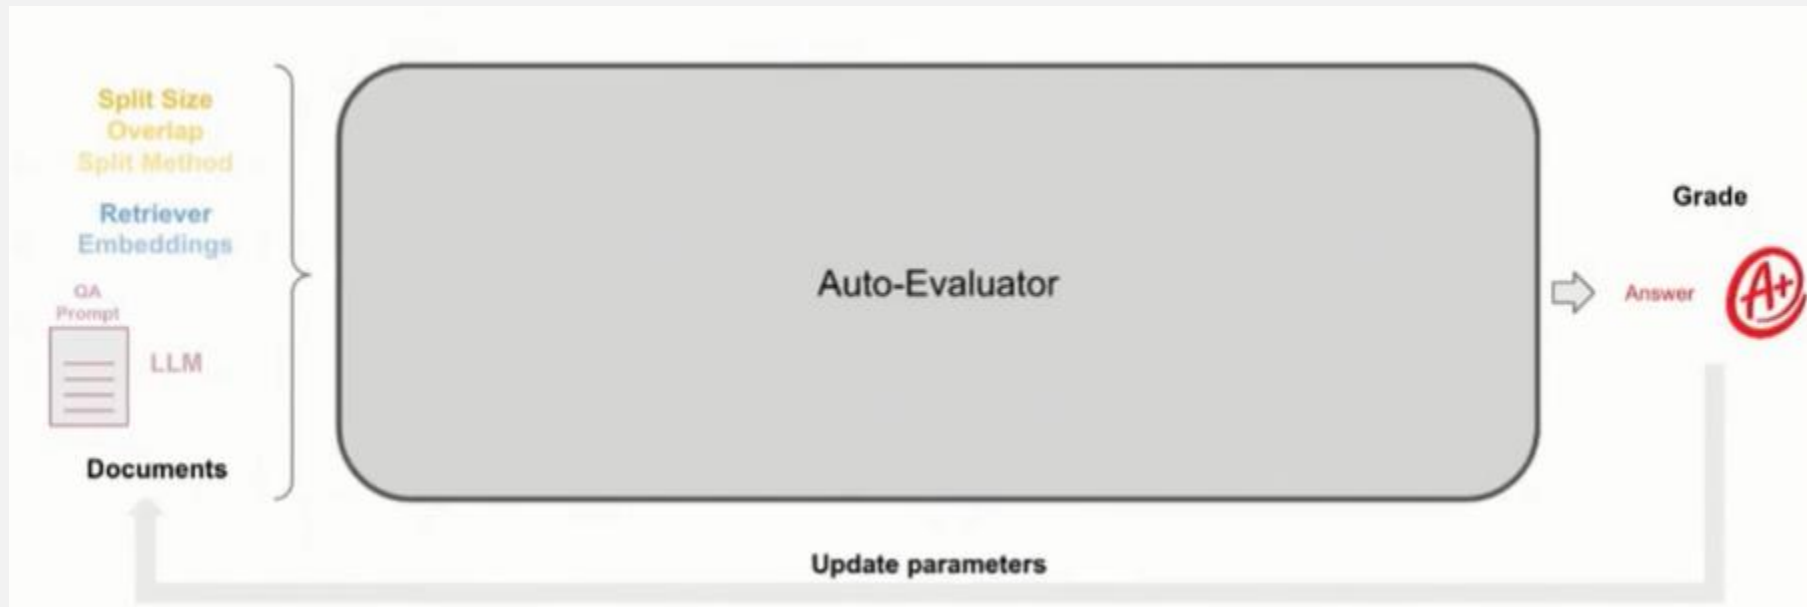 Split Size
Overlap
Split Method
Retriever
Embeddings
QA
Prompt
LLM
Documents
Auto-Evaluator
Grade
Answer
A+
Update parameters